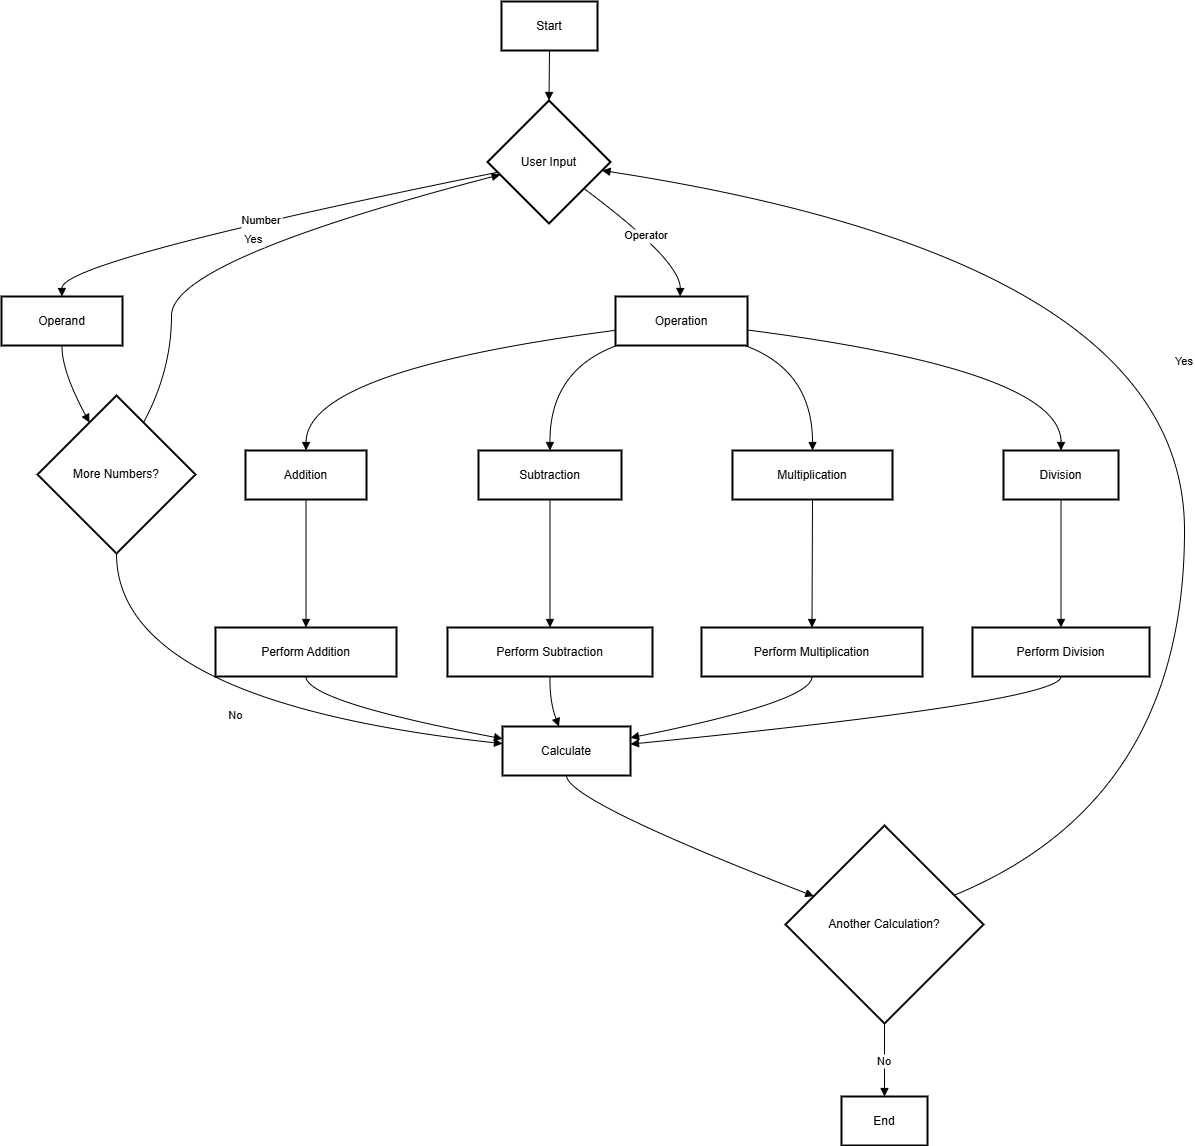 Start
User Input
Number
Yes
Operator
Operand
Operation
Yes
More Numbers?
Addition
Subtraction
Multiplication
Division
Perform Addition
Perform Subtraction
Perform Multiplication
Perform Division
No
Calculate
Another Calculation?
No
End